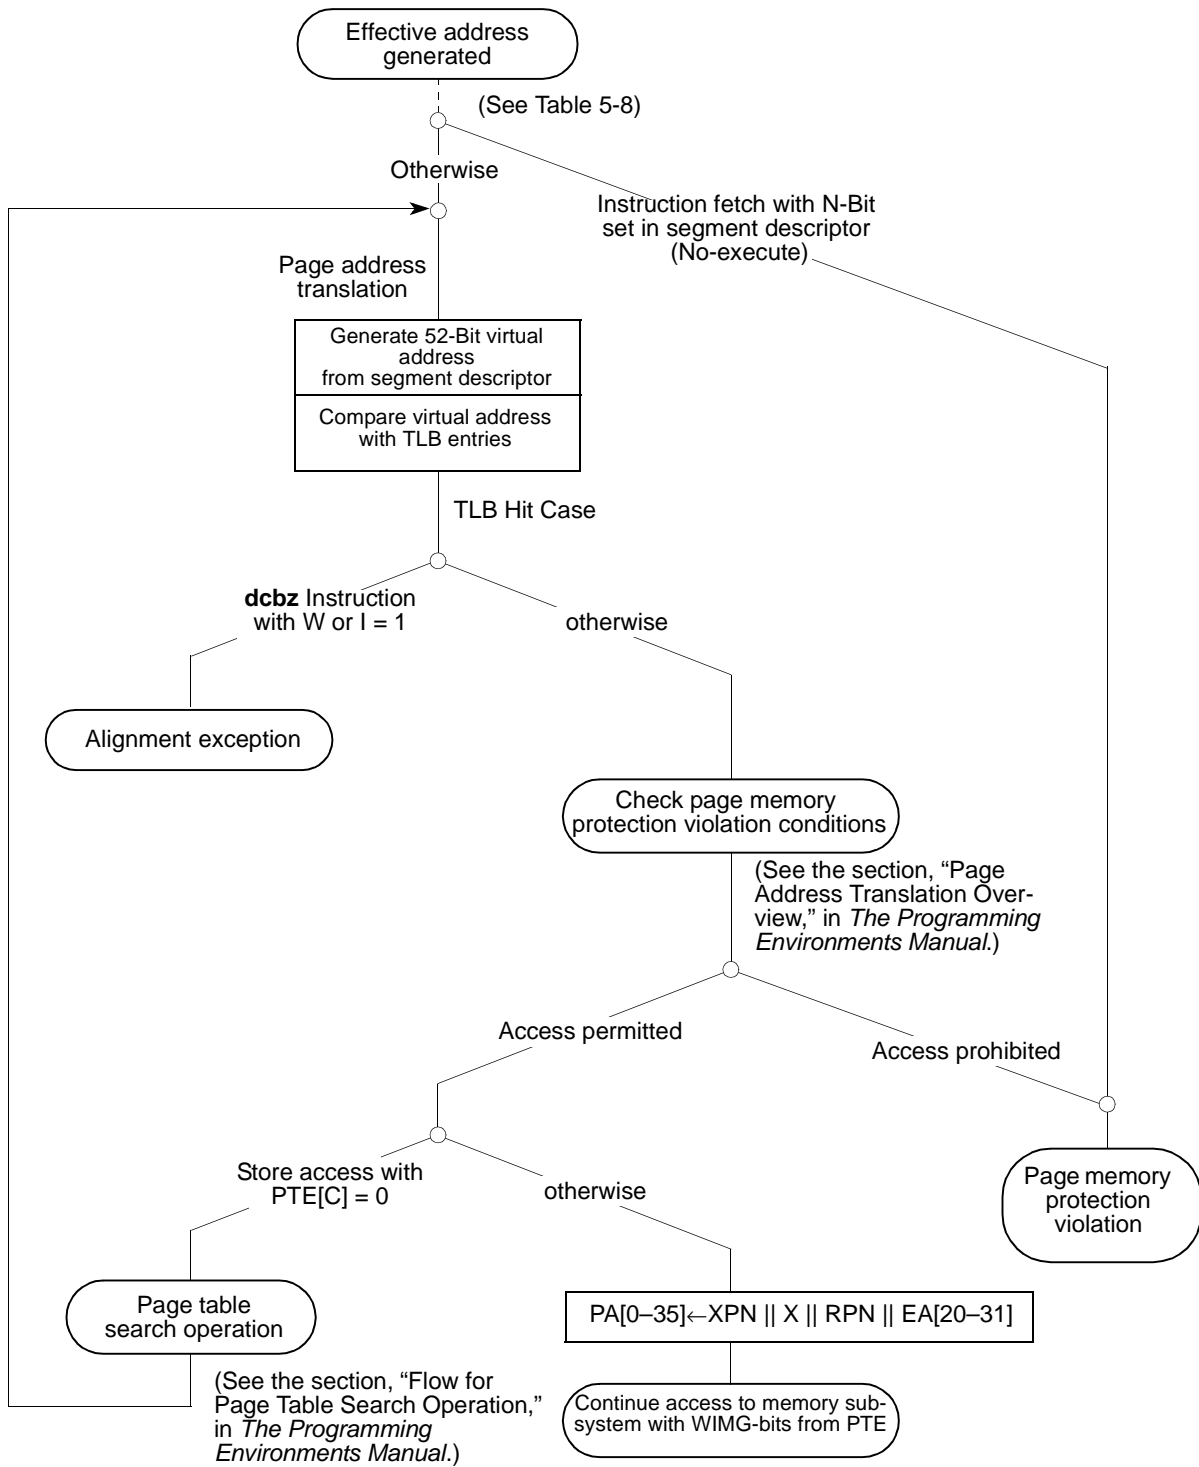 Effective address
generated
(See Table 5-8)
Otherwise
Instruction fetch with N-Bit
set in segment descriptor
(No-execute)
Page address
translation
Generate 52-Bit virtual
address
from segment descriptor
Compare virtual address
with TLB entries
TLB Hit Case
dcbz Instruction
with W or I = 1
otherwise
Alignment exception
Check page memory
protection violation conditions
(See the section, “Page
Address Translation Over-
view,” in The Programming
Environments Manual.)
Access permitted
Access prohibited
Store access with
PTE[C] = 0
otherwise
Page memory
protection
violation
Page table
search operation
PA[0–35]←XPN || X || RPN || EA[20–31]
(See the section, “Flow for
Page Table Search Operation,”
in The Programming
Environments Manual.)
Continue access to memory sub-
system with WIMG-bits from PTE